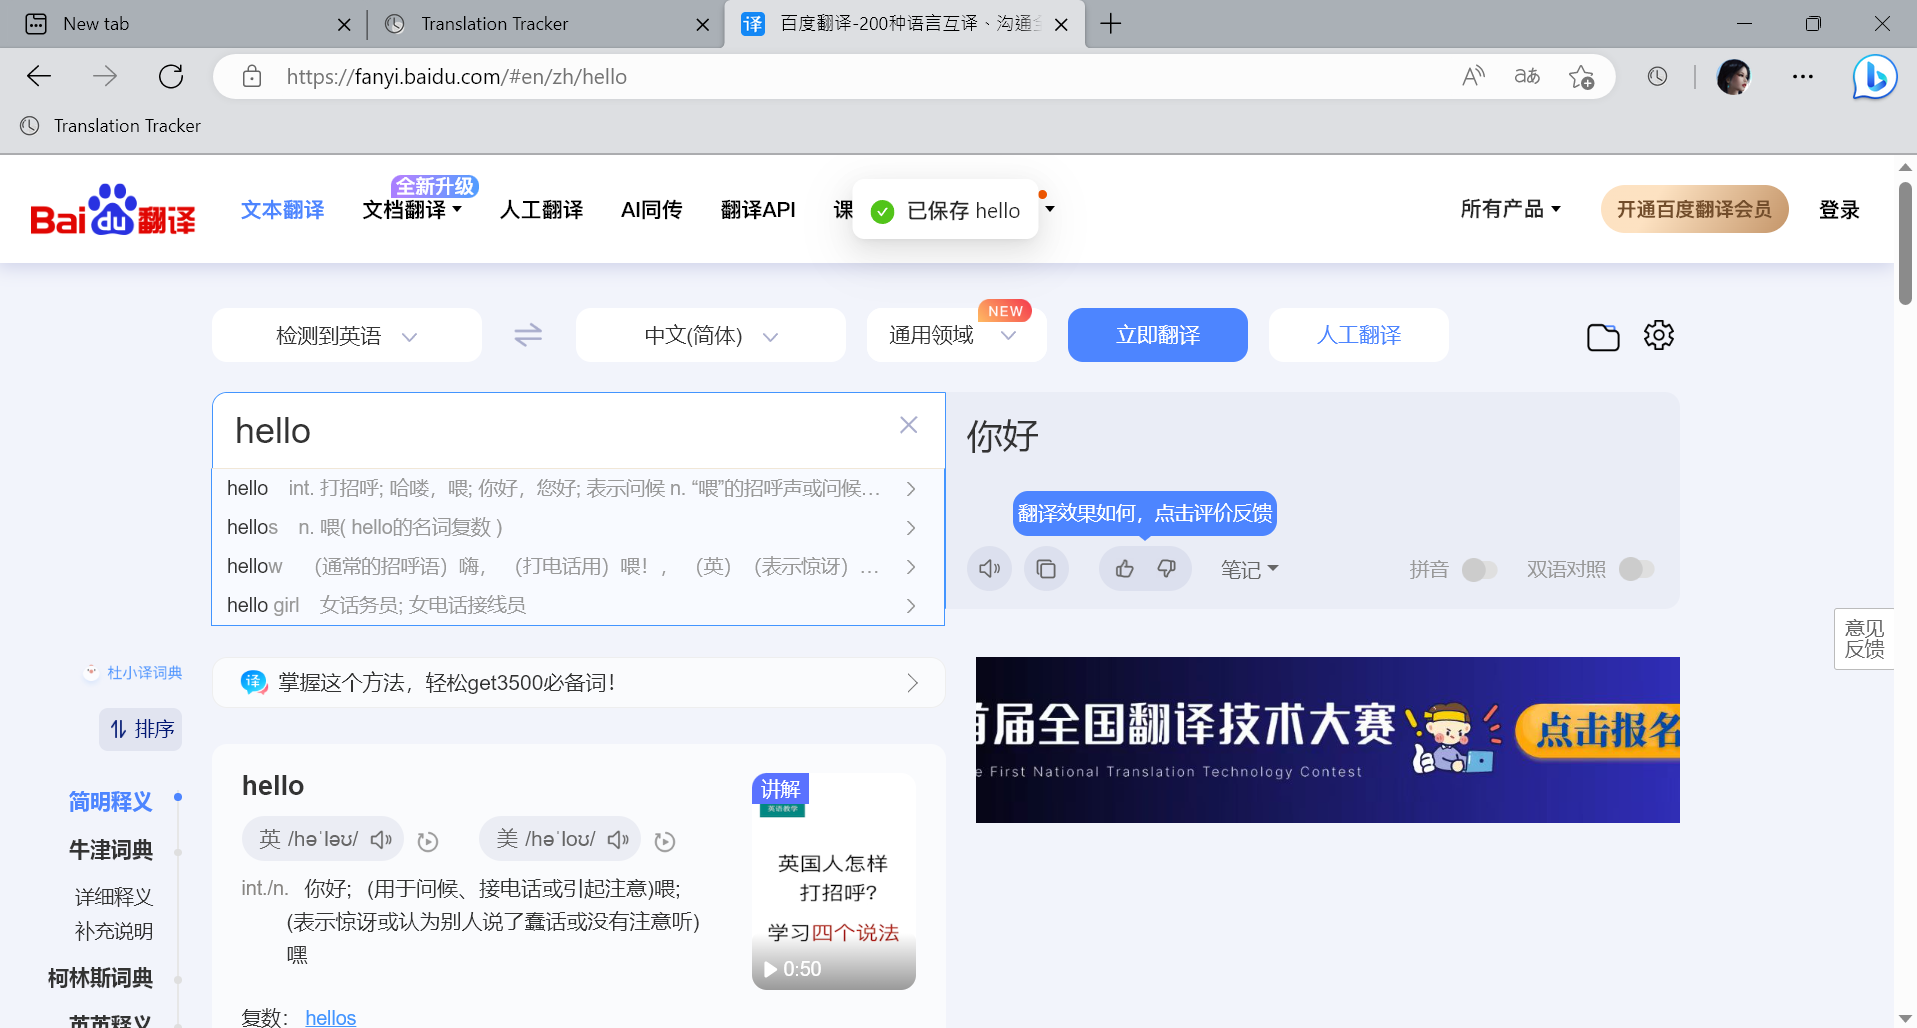 New tab
Translation Tracker
百度翻译-200种语言互译、沟通
https://fanyi.baidu.com/#en/zh/hello
Translation Tracker
Bai du 翻译
文本翻译
全新升级
文档翻译
人工翻译
AI同传
翻译API
课
已保存 hello
所有产品
开通百度翻译会员
登录
检测到英语
中文(简体)
通用领域
NEW
立即翻译
人工翻译
hello
你好
hello int. 打招呼; 哈喽，喂; 你好，您好; 表示问候 n. “喂”的招呼声或问候…
hellos n. 喂( hello的名词复数 )
hellow （通常的招呼语）嗨，（打电话用）喂！，（英）（表示惊讶）…
hello girl 女话务员; 女电话接线员
翻译效果如何，点击评价反馈
笔记
拼音
双语对照
意见
反馈
杜小译词典
排序
译 掌握这个方法，轻松get3500必备词！
首届全国翻译技术大赛
e First National Translation Technology Contest
点击报名
简明释义
牛津词典
详细释义
补充说明
柯林斯词典
英英释义
hello
英 /həˈləʊ/
美 /həˈloʊ/
int./n. 你好； (用于问候、接电话或引起注意)喂;
(表示惊讶或认为别人说了蠢话或没有注意听)
嘿
复数： hellos
讲解
英语教学
英国人怎样
打招呼?
学习四个说法
0:50